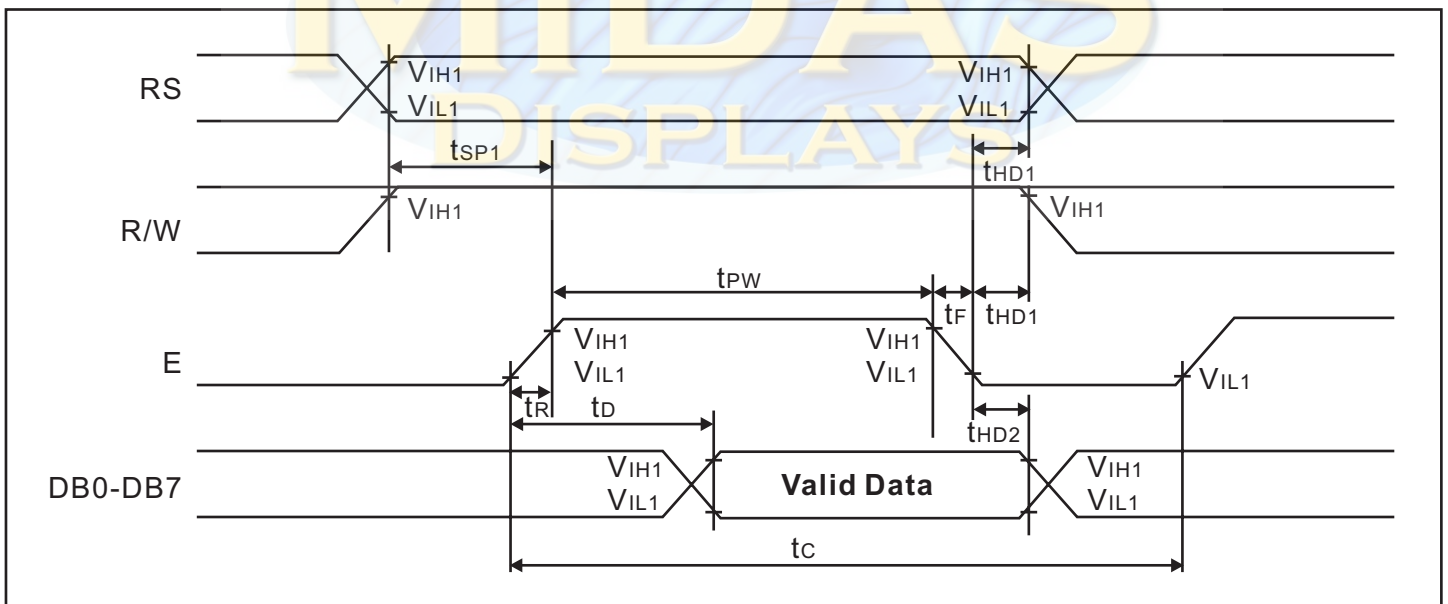 MIDAS
DISPLAYS
RS
VIH1
VIL1
VIH1
VIL1
tSP1
tHD1
R/W
VIH1
VIH1
tPW
tF
tHD1
E
VIH1
VIL1
VIH1
VIL1
VIL1
tR
tD
tHD2
DB0-DB7
VIH1
VIL1
Valid Data
VIH1
VIL1
tC